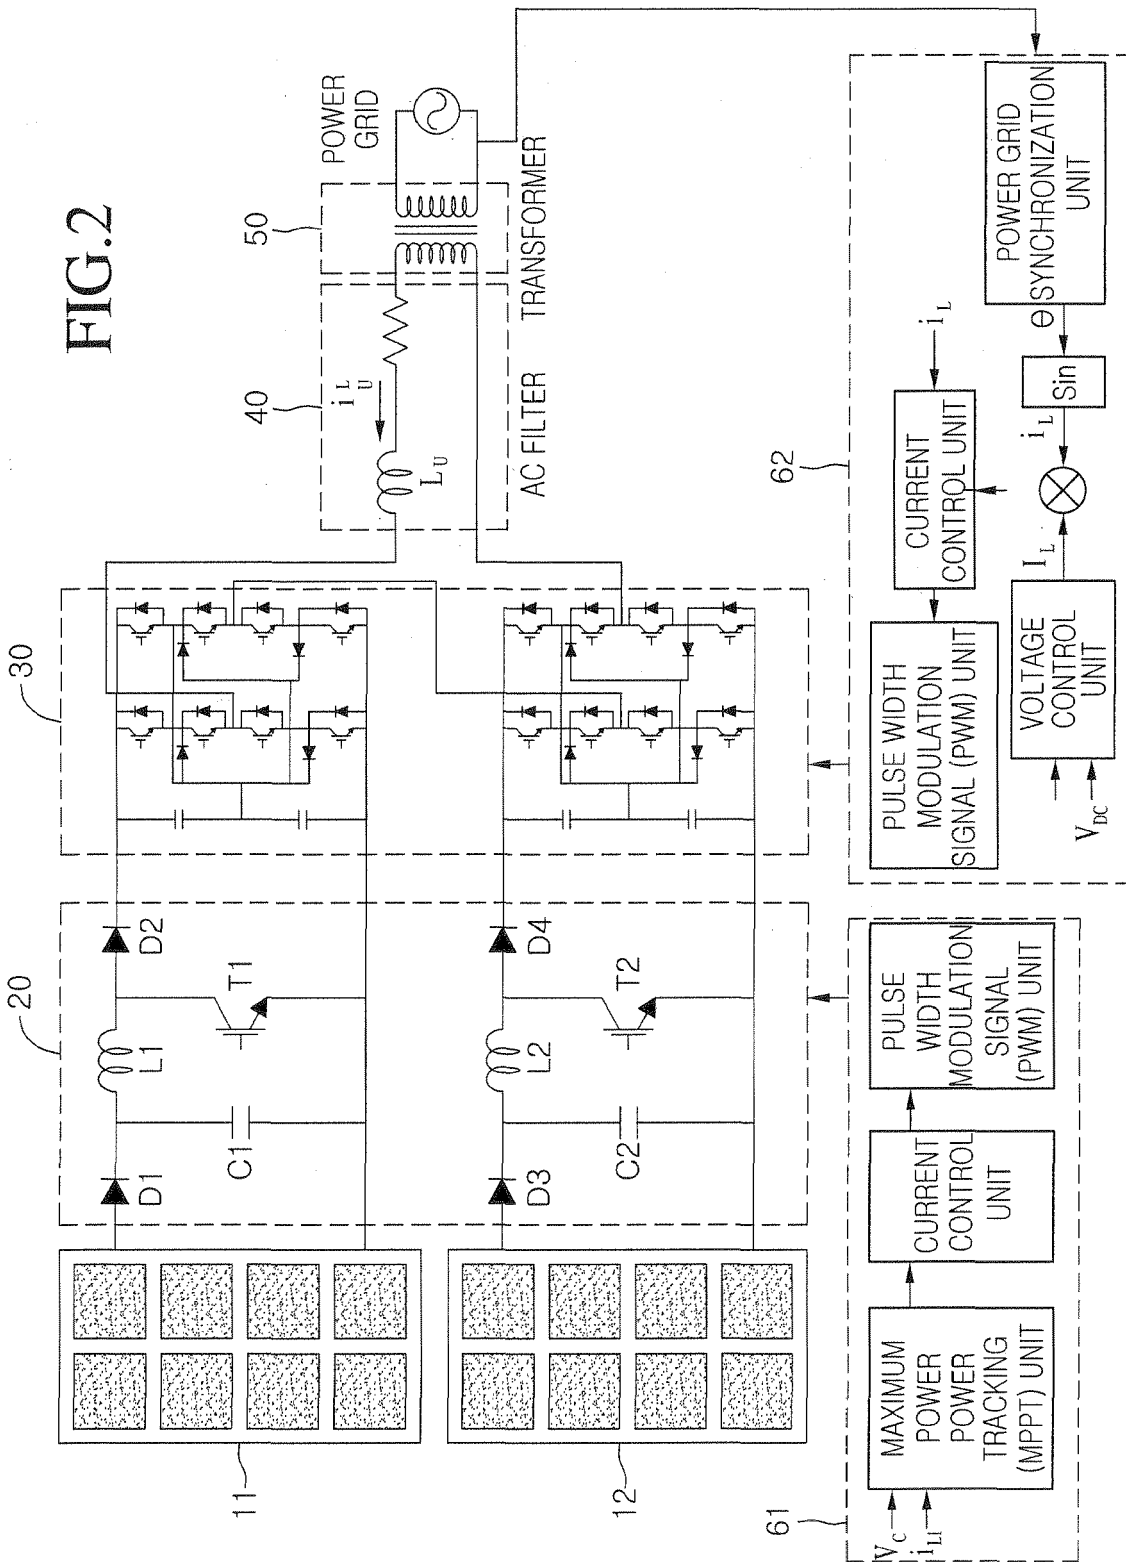 FIG.2
11
12
20
D1
C1
L1
T1
D2
D3
C2
L2
T2
D4
30
40
i
L
U
L
U
AC FILTER
50
TRANSFORMER
POWER
GRID
61
V
C
i
L1
MAXIMUM
POWER
POWER
TRACKING
(MPPT) UNIT
CURRENT
CONTROL
UNIT
PULSE
WIDTH
MODULATION
SIGNAL
(PWM) UNIT
62
PULSE WIDTH
MODULATION
SIGNAL (PWM) UNIT
CURRENT
CONTROL UNIT
i
L
V
DC
VOLTAGE
CONTROL
UNIT
I
L
i
L
Sin
θ
POWER GRID
SYNCHRONIZATION
UNIT